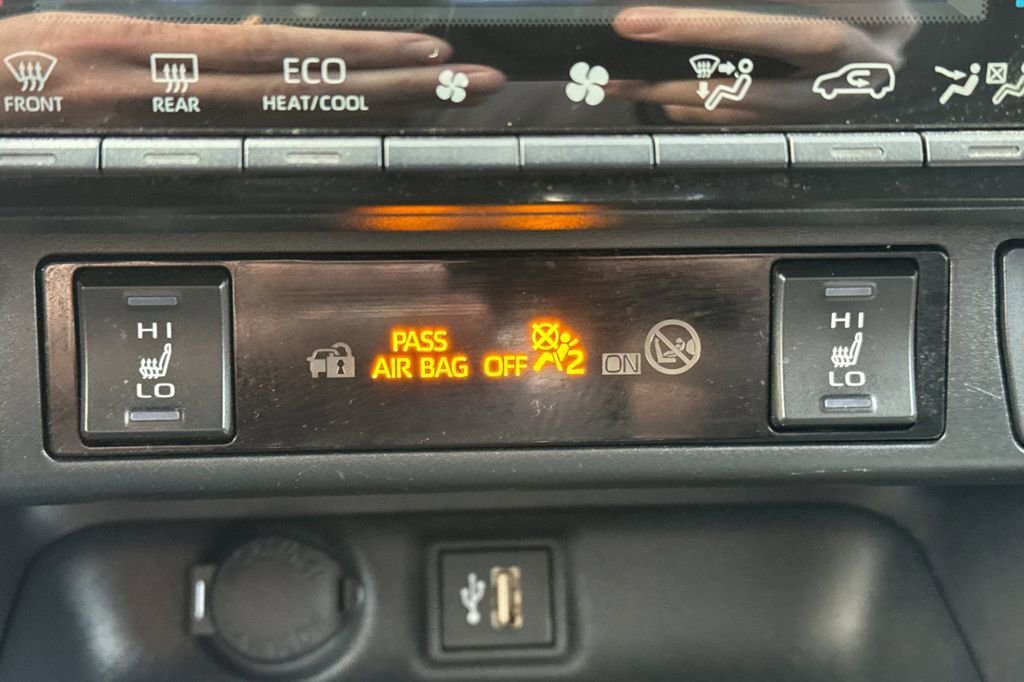 FRONT
REAR
ECO
HEAT/COOL
HI
LO
PASS
AIR BAG OFF 2
ON
HI
LO